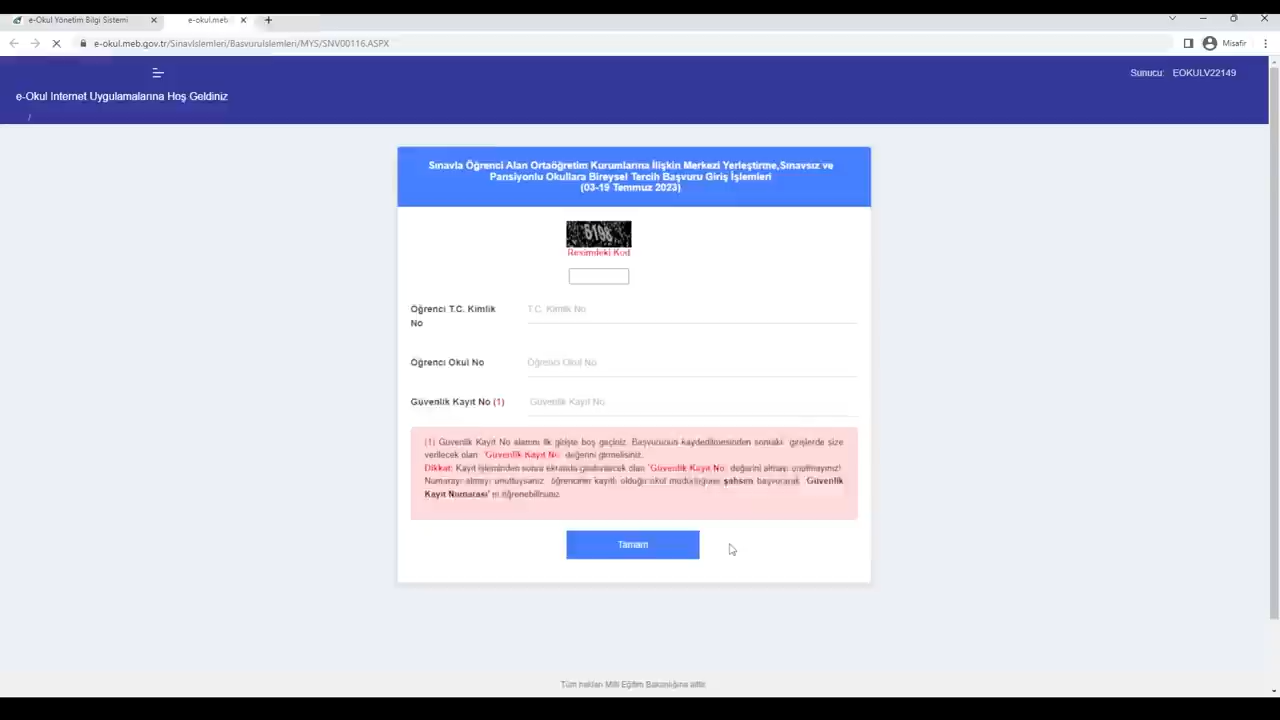 e-Okul Yönetim Bilgi Sistemi
e-okul.meb
e-okul.meb.gov.tr/SinavIslemleri/BasvuruIslemleri/MYS/SNV00116.ASPX
Misafir
Sunucu: EOKULV22149
e-Okul Internet Uygulamalarına Hoş Geldiniz
/
Sınavla Öğrenci Alan Ortaöğretim Kurumlarına İlişkin Merkezi Yerleştirme,Sınavsız ve
Pansiyonlu Okullara Bireysel Tercih Başvuru Giriş İşlemleri
(03-19 Temmuz 2023)
6198
Resimdeki Kod
Öğrenci T.C. Kimlik
No
T.C. Kimlik No
Öğrenci Okul No
Öğrenci Okul No
Güvenlik Kayıt No (1)
Güvenlik Kayıt No
(1) Güvenlik Kayıt No alanını ilk girişte boş geçiniz. Başvurunun kaydedilmesinden sonraki girişlerde size
verilecek olan 'Güvenlik Kayıt No' değerini girmelisiniz.
Dikkat: Kayıt işleminden sonra ekranda gösterilecek olan 'Güvenlik Kayıt No' değerini almayı unutmayınız!
Numarayı almayı unuttuysanız öğrencinin kayıtlı olduğu okul müdürlüğüne şahsen başvurarak 'Güvenlik
Kayıt Numarası' nı öğrenebilirsiniz.
Tamam
Tüm hakları Milli Eğitim Bakanlığına aittir.